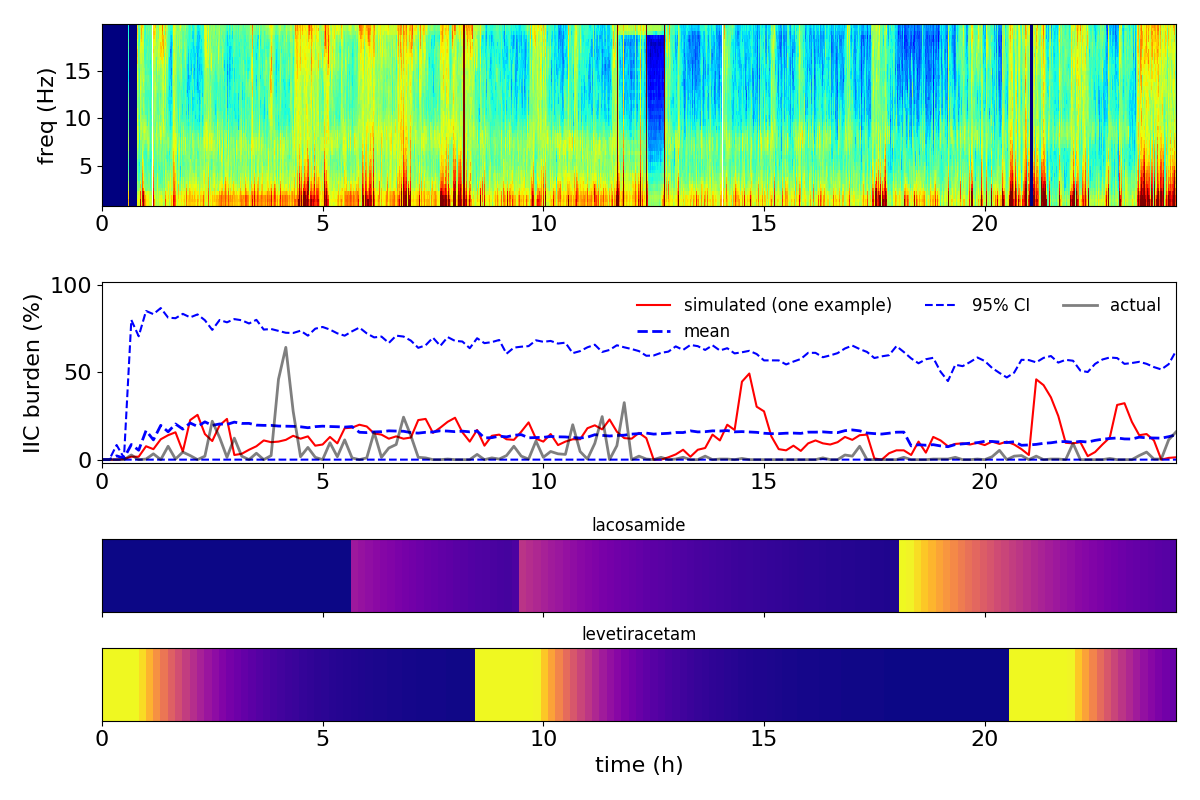 15
10
5
freq (Hz)
0 5 10 15 20
100
50
0
IIC burden (%)
simulated (one example) 95% CI actual
mean
0 5 10 15 20
lacosamide
levetiracetam
0 5 10 15 20
time (h)